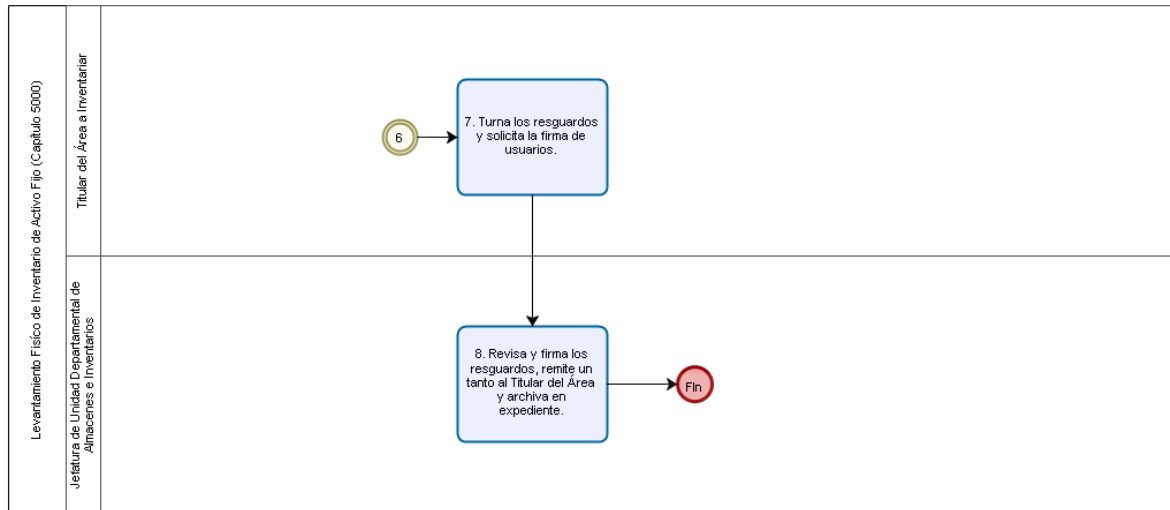 Levantamiento Fisíco de Inventario de Activo Fijo (Capítulo 5000)
Titular del Área a Inventariar
6
7. Turna los resguardos
y solicita la firma de
usuarios.
Jefatura de Unidad Departamental de
Almacenes e Inventarios
8. Revisa y firma los
resguardos, remite un
tanto al Titular del Área
y archiva en
expediente.
Fin